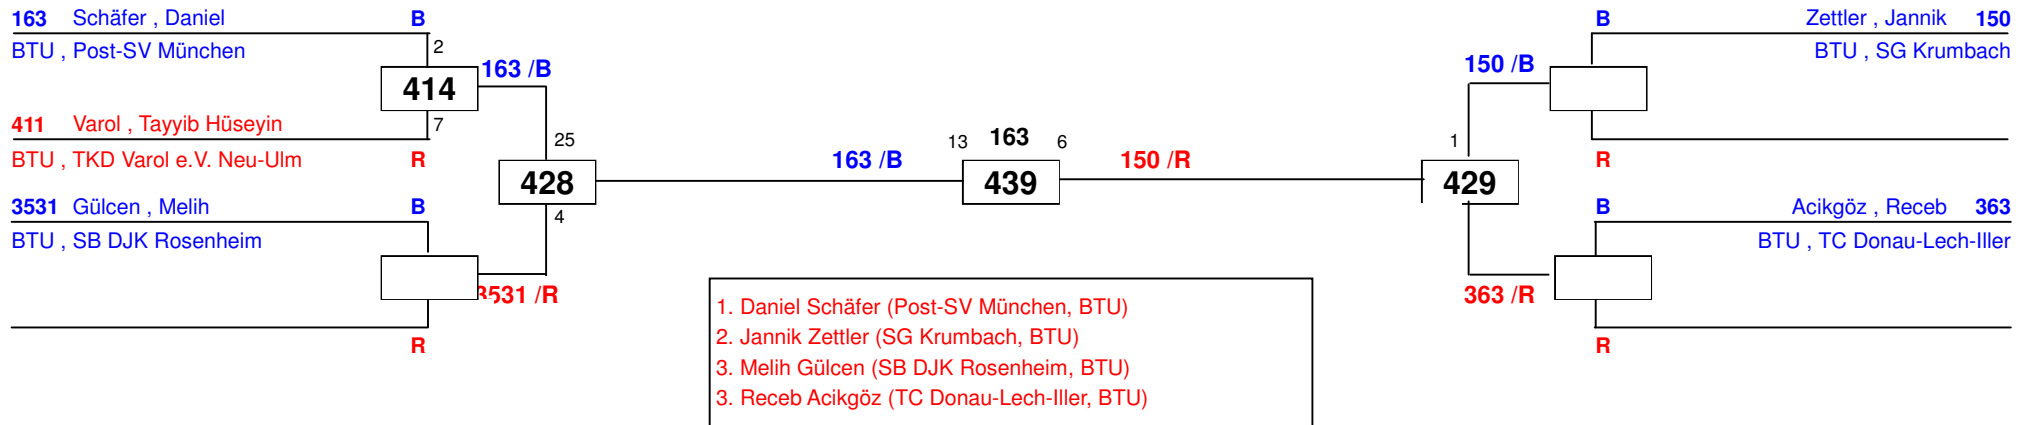 163 Schäfer , Daniel B
BTU , Post-SV München
2
414
163 /B
411 Varol , Tayyib Hüseyin
7
BTU , TKD Varol e.V. Neu-Ulm R
25
428
4
3531 Gülcen , Melih B
BTU , SB DJK Rosenheim
3531 /R
R
163 /B
13 163 6
439
150 /R
B Zettler , Jannik 150
BTU , SG Krumbach
150 /B
R
1
429
B Acikgöz , Receb 363
BTU , TC Donau-Lech-Iller
363 /R
R
1. Daniel Schäfer (Post-SV München, BTU)
2. Jannik Zettler (SG Krumbach, BTU)
3. Melih Gülcen (SB DJK Rosenheim, BTU)
3. Receb Acikgöz (TC Donau-Lech-Iller, BTU)